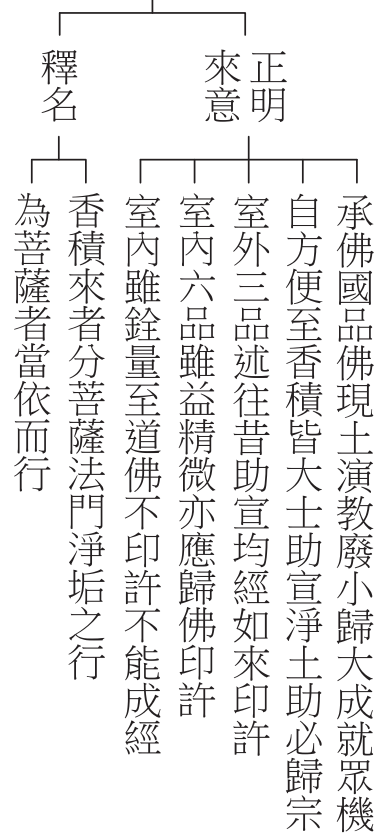 正明
來意
承佛國品佛現土演教廢小歸大成就眾機
自方便至香積皆大士助宣淨土助必歸宗
室外三品述往昔助宣均經如來印許
室內六品雖益精微亦應歸佛印許
室內雖銓量至道佛不印許不能成經
釋名
香積來者分菩薩法門淨垢之行
為菩薩者當依而行